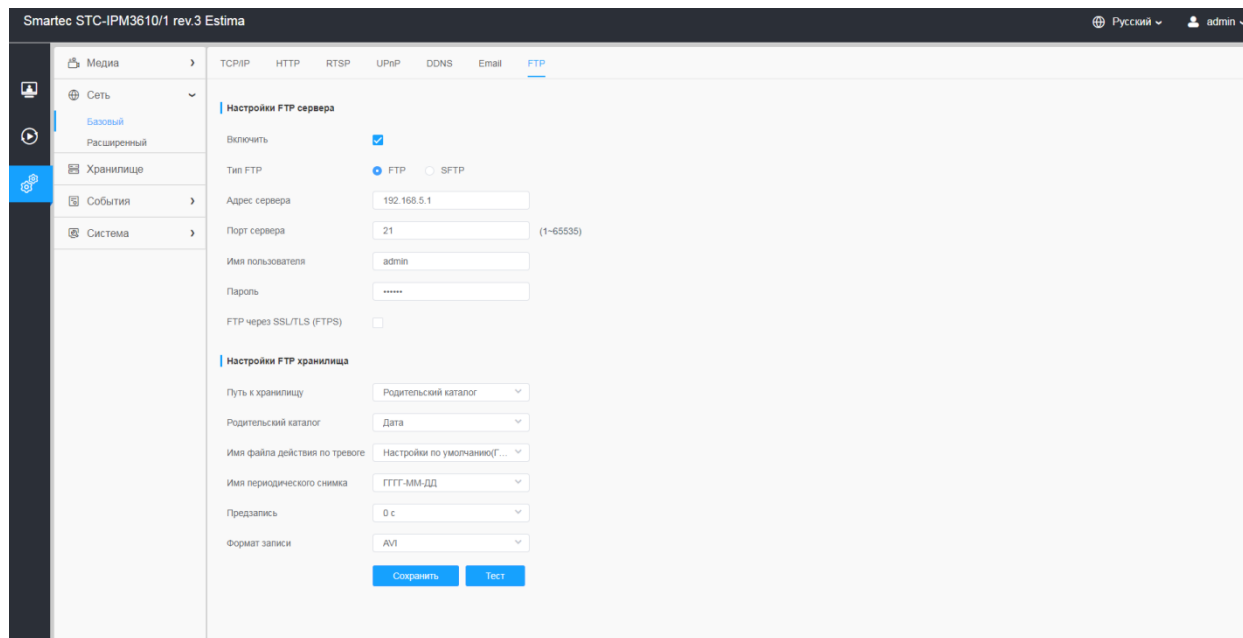 Smartec STC-IPM3610/1 rev.3 Estima
Русский
admin
Медиа
Сеть
Базовый
Расширенный
Хранилище
События
Система
TCP/IP HTTP RTSP UPnP DDNS Email FTP
Настройки FTP сервера
Включить
Тип FTP FTP SFTP
Адрес сервера 192.168.5.1
Порт сервера 21 (1~65535)
Имя пользователя admin
Пароль ••••••
FTP через SSL/TLS (FTPS)
Настройки FTP хранилища
Путь к хранилищу Родительский каталог
Родительский каталог Дата
Имя файла действия по тревоге Настройки по умолчанию(Г...
Имя периодического снимка ГГГГ-ММ-ДД
Предзапись 0 с
Формат записи AVI
Сохранить Тест